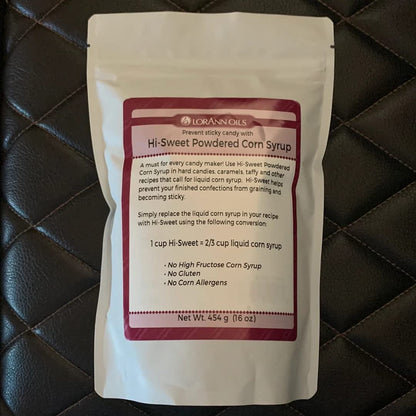 LORANN OILS
Prevent sticky candy with
Hi-Sweet Powdered Corn Syrup
A must for every candy maker! Use Hi-Sweet Powdered
Corn Syrup in hard candies, caramels, taffy and other
recipes that call for liquid corn syrup. Hi-Sweet helps
prevent your finished confections from graining and
becoming sticky.
Simply replace the liquid corn syrup in your recipe
with Hi-Sweet using the following conversion:
1 cup Hi-Sweet = 2/3 cup liquid corn syrup
• No High Fructose Corn Syrup
• No Gluten
• No Corn Allergens
Net Wt. 454 g (16 oz)